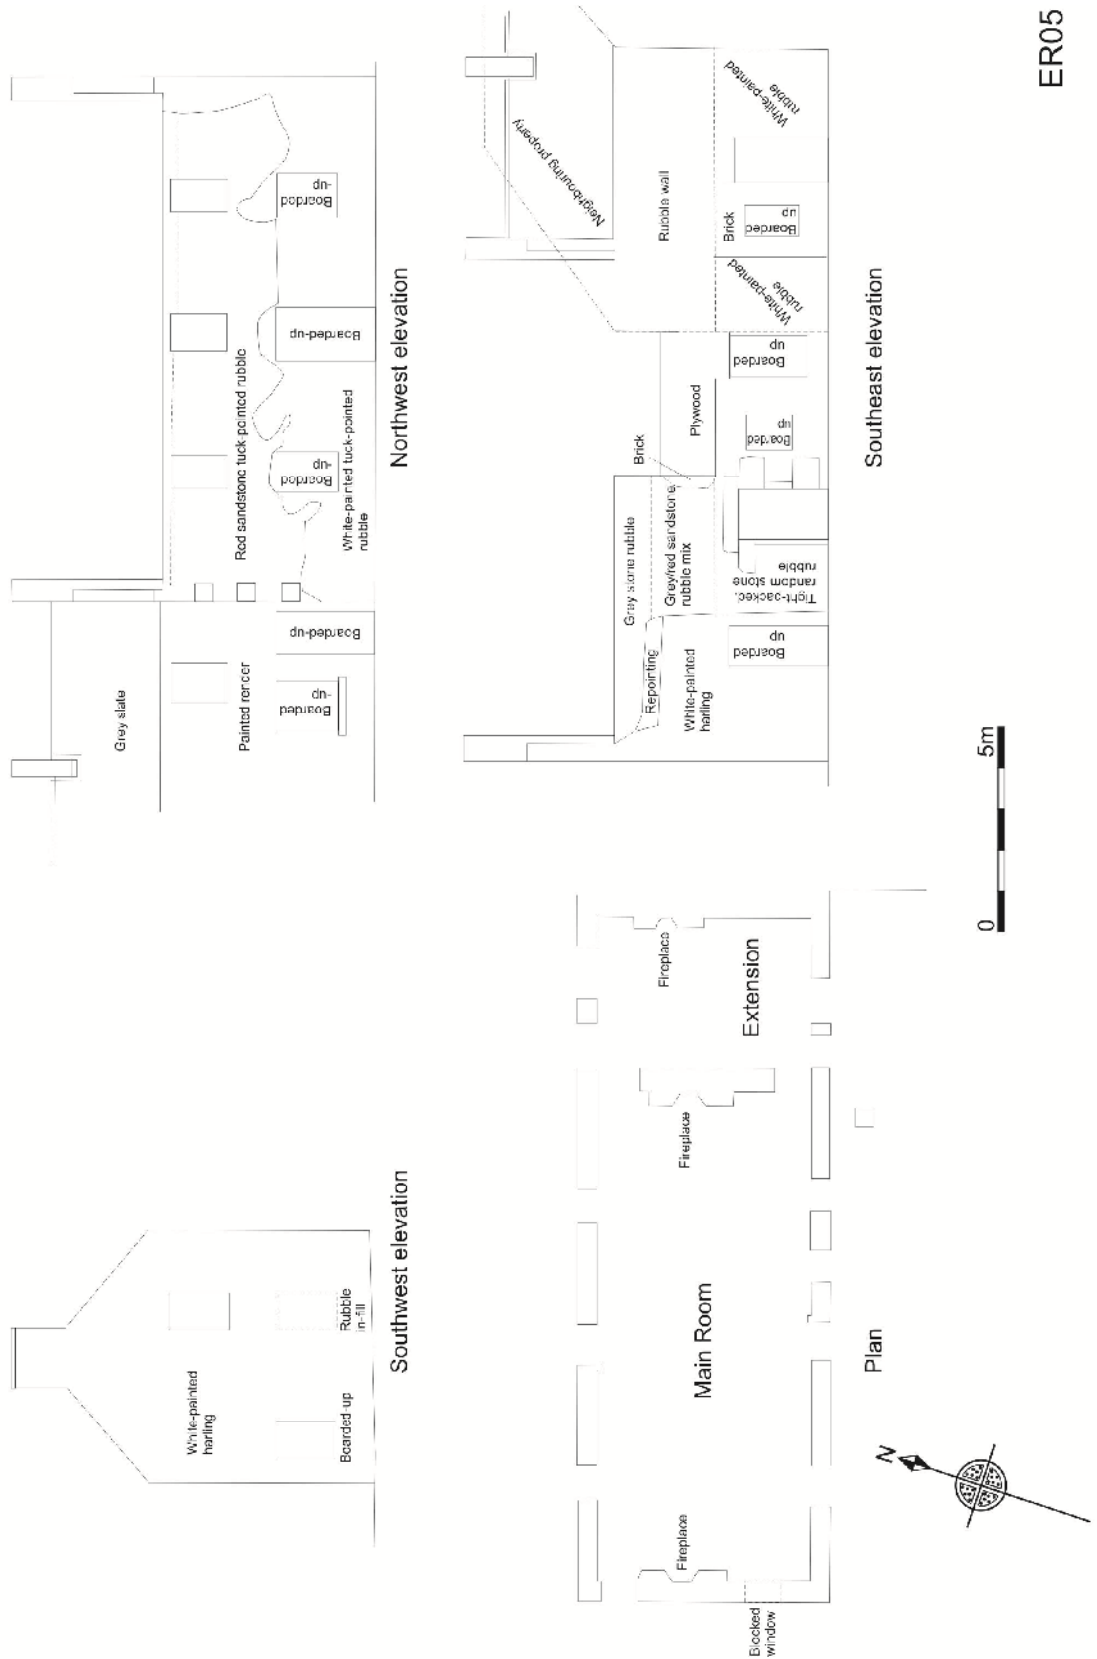 White-painted
harling
Boarded-up
Rubble
in-fill
Southwest elevation
Grey slate
Painted render
Boarded
-up
Boarded-up
Red sandstone tuck-pointed rubble
White-painted tuck-pointed
rubble
Boarded
-up
Boarded-up
Boarded
-up
Northwest elevation
Fireplace
Blocked
window
Main Room
Fireplace
Extension
Fireplace
Plan
Neighbouring property
Grey stone rubble
Brick
Rubble wall
Repointing
Grey/red sandstone
rubble mix
Plywood
White-painted
harling
Boarded
up
Tight-packed,
random stone
rubble
Boarded
up
Boarded
up
White-painted
rubble
Brick
Boarded
up
White-painted
rubble
Southeast elevation
N
0
5m
ER05